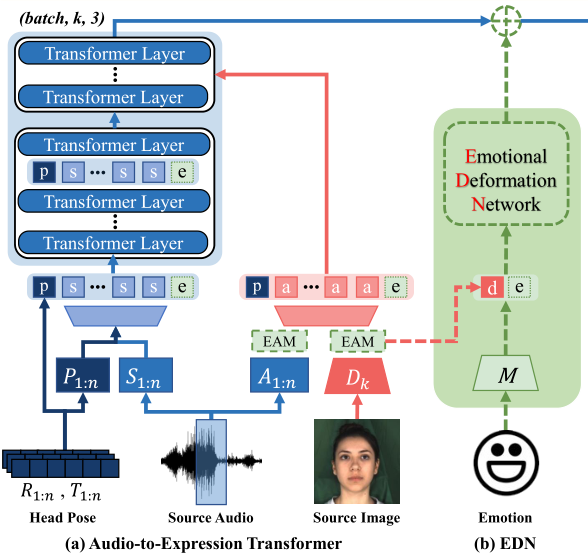 (batch, k, 3)
Transformer Layer
Transformer Layer
Transformer Layer
p s s s e
Transformer Layer
Transformer Layer
p s s s e
p a a a e
EAM
EAM
P1:n
S1:n
A1:n
Dk
R1:n , T1:n
Head Pose
Source Audio
Source Image
(a) Audio-to-Expression Transformer
Emotional
Deformation
Network
d e
M
Emotion
(b) EDN